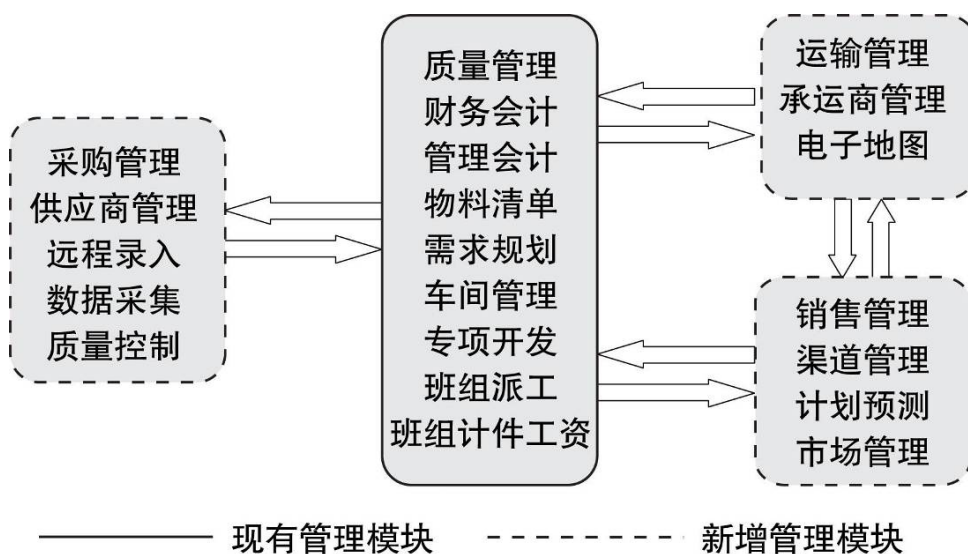 采购管理
供应商管理
远程录入
数据采集
质量控制
质量管理
财务会计
管理会计
物料清单
需求规划
车间管理
专项开发
班组派工
班组计件工资
运输管理
承运商管理
电子地图
销售管理
渠道管理
计划预测
市场管理
现有管理模块
新增管理模块